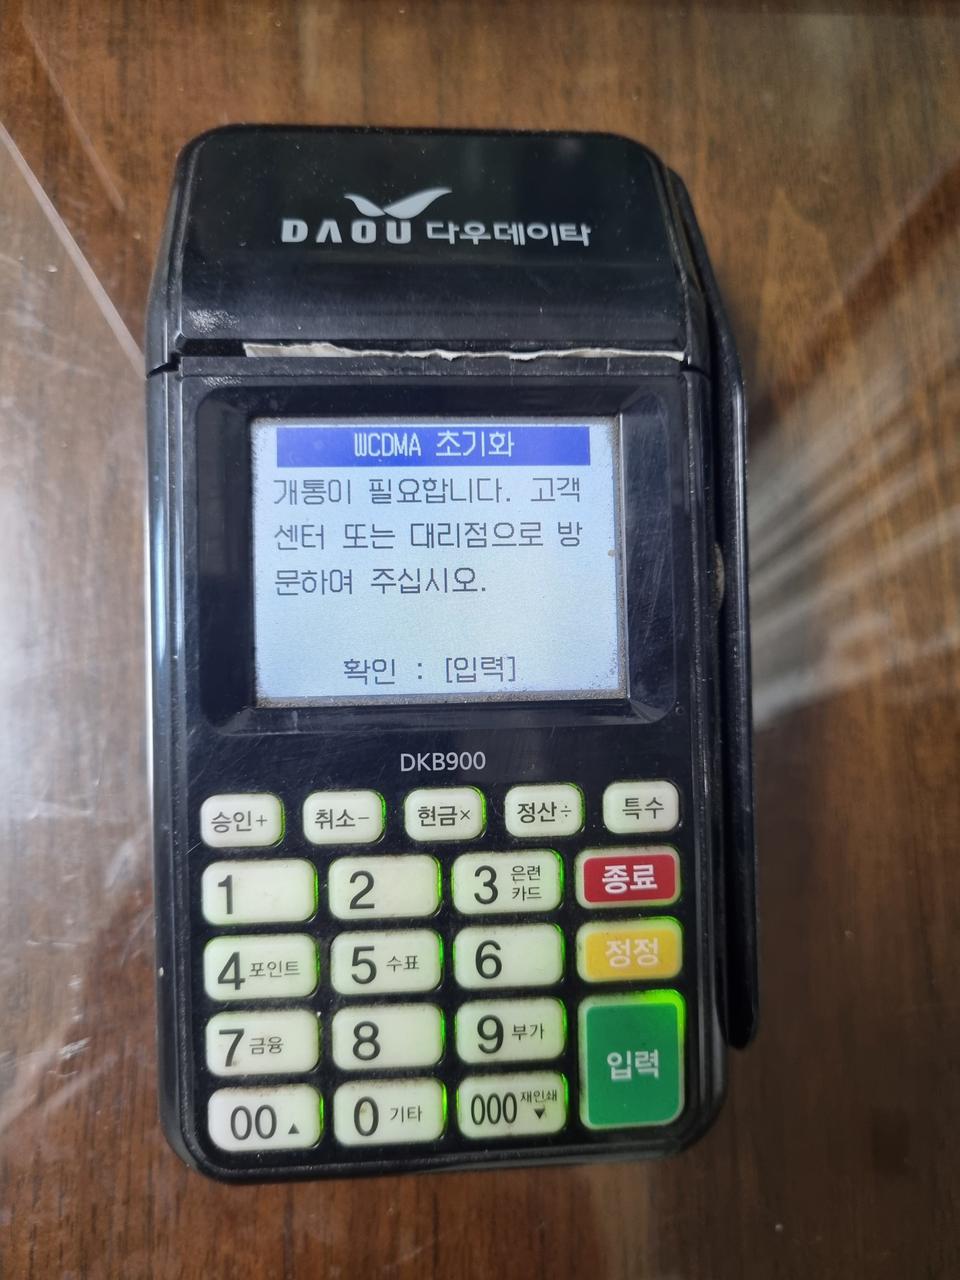 DAOU 다우데이타
WCDMA 초기화
개통이 필요합니다. 고객
센터 또는 대리점으로 방
문하여 주십시오.
확인 : [입력]
DKB900
승인+ 취소- 현금× 정산÷ 특수
1 2 3 은련카드 종료
4 포인트 5 수표 6 정정
7 금융 8 9 부가 입력
00 ▲ 0 기타 000 재인쇄 ▼